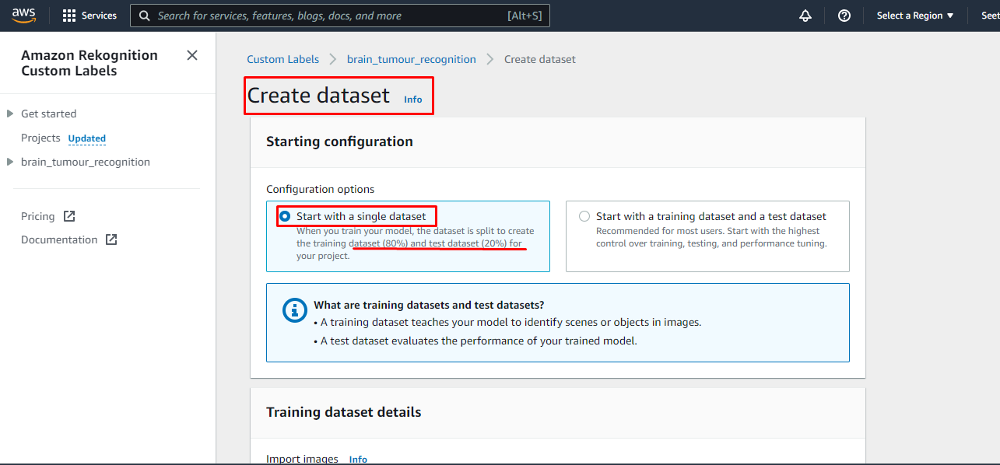 aws Services Search for services, features, blogs, docs, and more [Alt+S] Select a Region ▼ Seet
Amazon Rekognition
Custom Labels
Get started
Projects Updated
brain_tumour_recognition
Pricing
Documentation
Custom Labels > brain_tumour_recognition > Create dataset
Create dataset Info
Starting configuration
Configuration options
Start with a single dataset
When you train your model, the dataset is split to create
the training dataset (80%) and test dataset (20%) for
your project.
Start with a training dataset and a test dataset
Recommended for most users. Start with the highest
control over training, testing, and performance tuning.
What are training datasets and test datasets?
• A training dataset teaches your model to identify scenes or objects in images.
• A test dataset evaluates the performance of your trained model.
Training dataset details
Import images Info